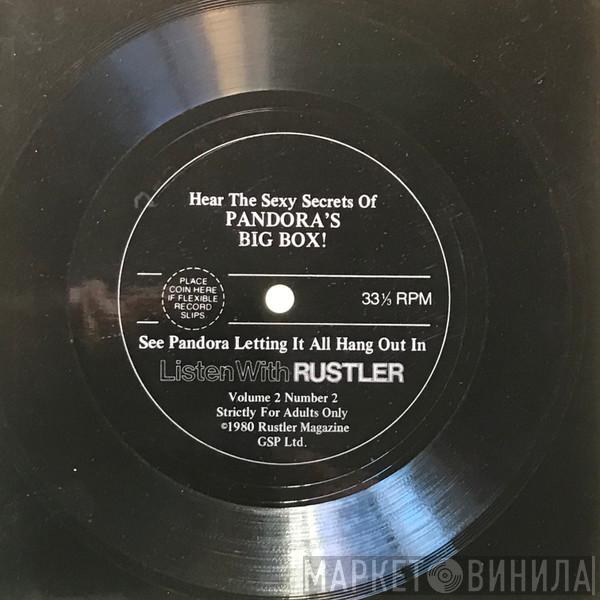 Hear The Sexy Secrets Of
PANDORA'S
BIG BOX!
PLACE
COIN HERE
IF FLEXIBLE
RECORD
SLIPS.
33⅓ RPM
See Pandora Letting It All Hang Out In
Listen With RUSTLER
Volume 2 Number 2
Strictly For Adults Only
©1980 Rustler Magazine
GSP Ltd.
МАРКЕТ ВИНИЛА